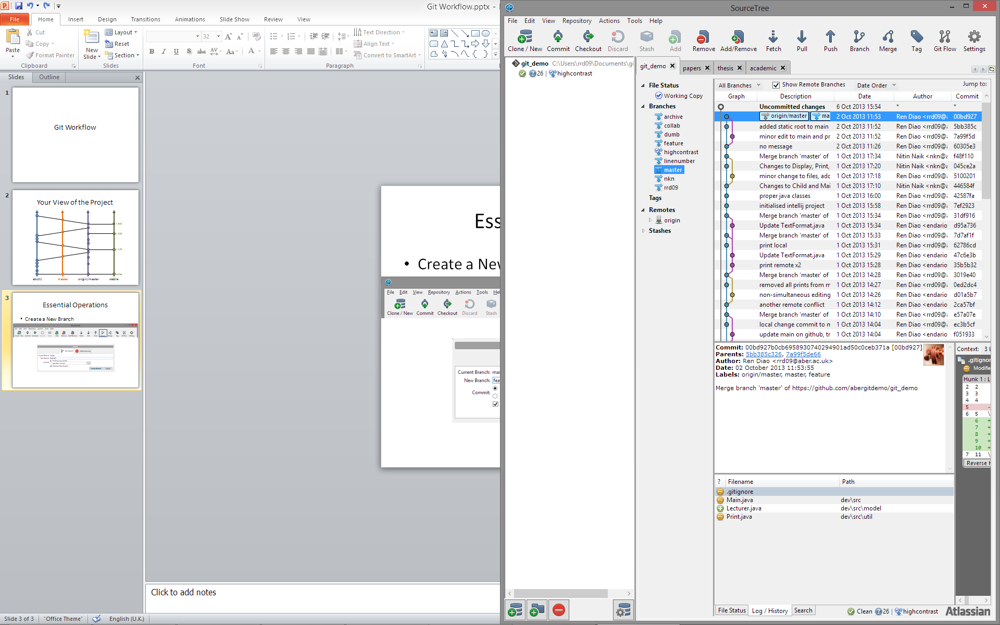 Git Workflow.pptx -
File Home Insert Design Transitions Animations Slide Show Review View
Paste Cut Copy Format Painter
Clipboard
New Slide Layout Reset Section
Slides
32
B I U S abc AV Aa A
Font
Text Direction
Align Text
Convert to SmartArt
Paragraph
Slides Outline
1
Git Workflow
2
Your View of the Project
abc01 master origin/master stable
3
Essential Operations
• Create a New Branch
Ess
• Create a Nev
File Edit View Repository Actions Tools Hel
Clone / New Commit Checkout Discard Stash
Current Branch: mas
New Branch: fea
Commit:
Click to add notes
Slide 3 of 3 "Office Theme" English (U.K.)
SourceTree
File Edit View Repository Actions Tools Help
Clone / New Commit Checkout Discard Stash Add Remove Add/Remove Fetch Pull Push Branch Merge Tag Git Flow Settings
git_demo C:\Users\rrd09\Documents\gi
26 | highcontrast
git_demo papers thesis academic
File Status
Working Copy
Branches
archive
collab
dumb
feature
highcontrast
linenumber
master
nkn
rrd09
Tags
Remotes
origin
Stashes
All Branches Show Remote Branches Date Order Jump to:
Graph Description Date Author Commit
Uncommitted changes 6 Oct 2013 15:54 * *
origin/master ma 2 Oct 2013 11:53 Ren Diao <rrd09@a 00bd927
added static root to main 2 Oct 2013 11:52 Ren Diao <rrd09@a 5bb385c
minor edit to main and pr 2 Oct 2013 11:52 Ren Diao <rrd09@a 7a99f5d
no message 2 Oct 2013 11:26 Ren Diao <rrd09@a 60305e3
Merge branch 'master' of 1 Oct 2013 17:34 Nitin Naik <nkn@a f48f110
Changes to Display, Print, 1 Oct 2013 17:20 Nitin Naik <nkn@a 045ce2a
minor change to files, adc 1 Oct 2013 17:18 Ren Diao <rrd09@a 5100201
Changes to Child and Mai 1 Oct 2013 17:10 Nitin Naik <nkn@a 446584f
proper java classes 1 Oct 2013 16:00 Ren Diao <rrd09@a 42587fa
initialised intellij project 1 Oct 2013 15:58 Ren Diao <rrd09@a 7ef2923
Merge branch 'master' of 1 Oct 2013 15:34 Ren Diao <rrd09@a 31df916
Update TextFormat.java 1 Oct 2013 15:34 Ren Diao <endario d95a736
Merge branch 'master' of 1 Oct 2013 15:33 Ren Diao <rrd09@a 7d7af1f
print local 1 Oct 2013 15:31 Ren Diao <rrd09@a 62786cd
Update TextFormat.java 1 Oct 2013 15:29 Ren Diao <endario 47c6e3b
print remote x2 1 Oct 2013 15:28 Ren Diao <endario 35b5b32
Merge branch 'master' of 1 Oct 2013 14:28 Ren Diao <rrd09@a 3019e40
removed all prints from m 1 Oct 2013 14:27 Ren Diao <rrd09@a 0ed2dc4
non-simultaneous editing 1 Oct 2013 14:26 Ren Diao <endario d01a5b7
another remote conflict 1 Oct 2013 14:12 Ren Diao <endario 2ca57bf
Merge branch 'master' of 1 Oct 2013 14:10 Ren Diao <rrd09@a e57a07e
local change commit to m 1 Oct 2013 14:04 Ren Diao <rrd09@a ec3b5cf
update main on github, tr 1 Oct 2013 14:04 Ren Diao <endario f051933
Commit: 00bd927b0cb6958930740294901ad50c0ceb371a [00bd927]
Parents: 5bb385c326, 7a99f5de66
Author: Ren Diao <rrd09@aber.ac.uk>
Date: 02 October 2013 11:53:55
Labels: origin/master, master, feature
Merge branch 'master' of https://github.com/abergitdemo/git_demo
Context: 3 L
.gitignor
Modifie
Hunk 1 : L
2 2
3 3
4 4
5 -
6 5 \
6 +
7 +
8 +
9 +
10 +
7 11 \
Reverse H
? Filename Path
.gitignore
Main.java dev\src
Lecturer.java dev\src\model
Print.java dev\src\util
File Status Log / History Search Clean 26 | highcontrast Atlassian